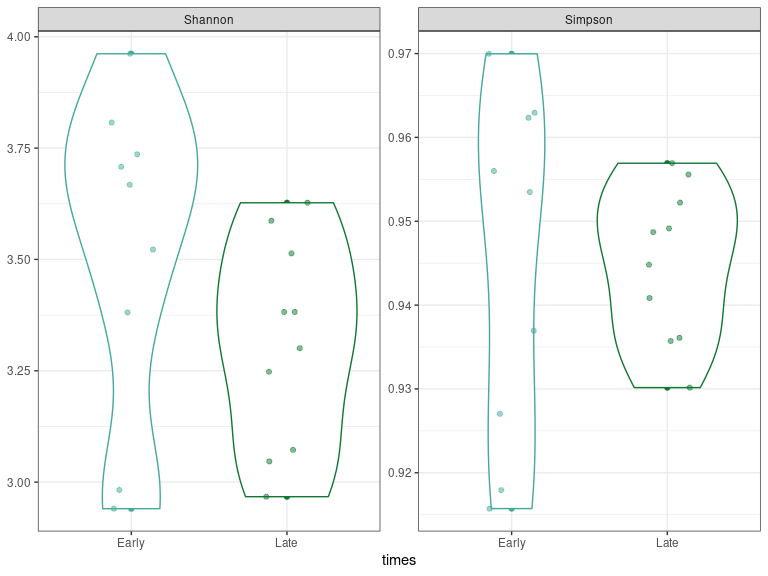 Shannon
Simpson
4.00
3.75
3.50
3.25
3.00
0.97
0.96
0.95
0.94
0.93
0.92
Early
Late
Early
Late
times